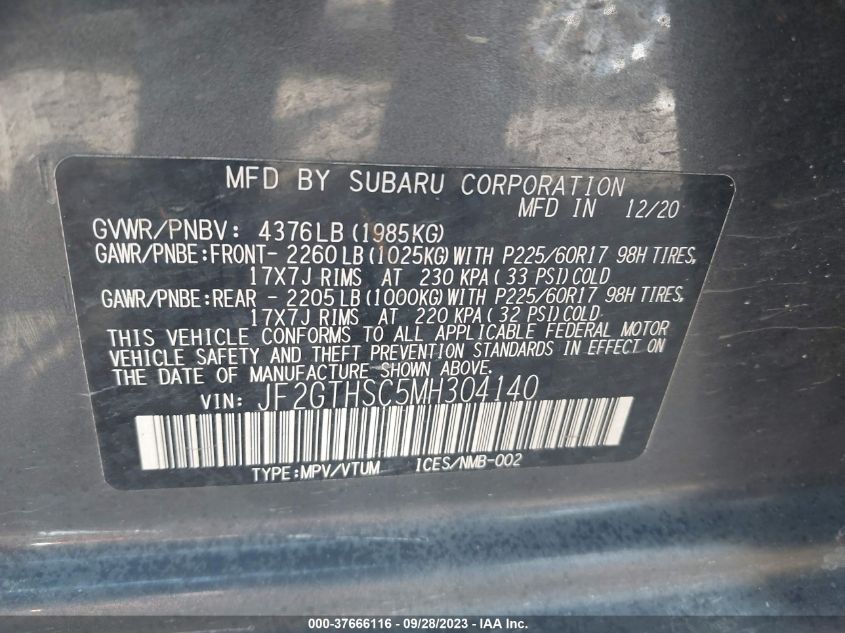 MFD BY SUBARU CORPORATION
MFD IN 12/20
GVWR/PNBV: 4376LB(1985KG)
GAWR/PNBE:FRONT- 2260LB(1025KG)WITH P225/60R17 98H TIRES,
17X7J RIMS AT 230 KPA(33 PSI)COLD
GAWR/PNBE:REAR - 2205LB(1000KG)WITH P225/60R17 98H TIRES,
17X7J RIMS AT 220 KPA(32 PSI)COLD
THIS VEHICLE CONFORMS TO ALL APPLICABLE FEDERAL MOTOR
VEHICLE SAFETY AND THEFT PREVENTION STANDARDS IN EFFECT ON
THE DATE OF MANUFACTURE SHOWN ABOVE.
VIN: JF2GTHSC5MH304140
TYPE:MPV/VTUM ICES/NMB-002
000-37666116 - 09/28/2023 - IAA Inc.